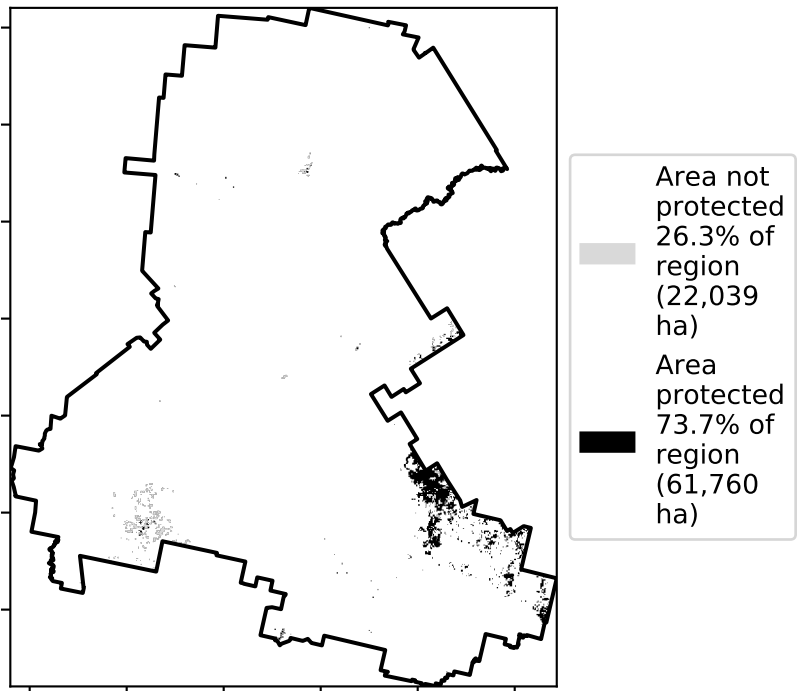 Area not
protected
26.3% of
region
(22,039
ha)
Area
protected
73.7% of
region
(61,760
ha)